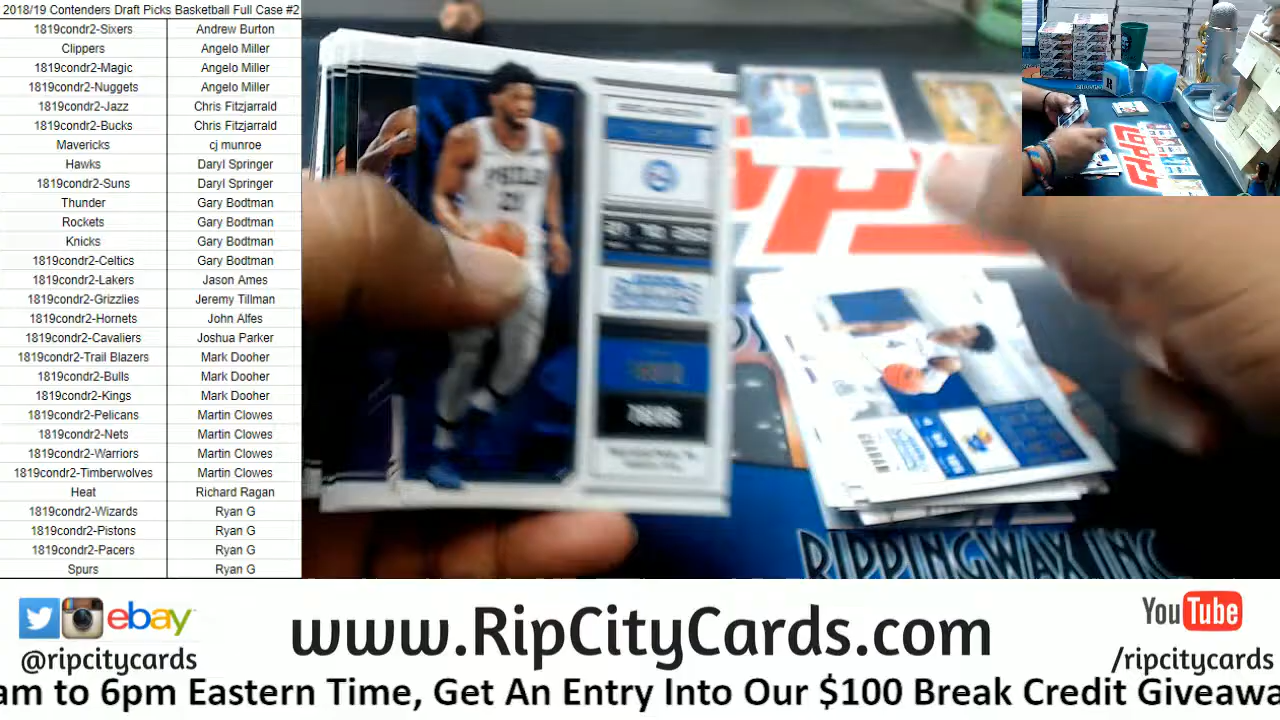 2018/19 Contenders Draft Picks Basketball Full Case #2
1819condr2-Sixers Andrew Burton
Clippers Angelo Miller
1819condr2-Magic Angelo Miller
1819condr2-Nuggets Angelo Miller
1819condr2-Jazz Chris Fitzjarrald
1819condr2-Bucks Chris Fitzjarrald
Mavericks cj munroe
Hawks Daryl Springer
1819condr2-Suns Daryl Springer
Thunder Gary Bodtman
Rockets Gary Bodtman
Knicks Gary Bodtman
1819condr2-Celtics Gary Bodtman
1819condr2-Lakers Jason Ames
1819condr2-Grizzlies Jeremy Tillman
1819condr2-Hornets John Alfes
1819condr2-Cavaliers Joshua Parker
1819condr2-Trail Blazers Mark Dooher
1819condr2-Bulls Mark Dooher
1819condr2-Kings Mark Dooher
1819condr2-Pelicans Martin Clowes
1819condr2-Nets Martin Clowes
1819condr2-Warriors Martin Clowes
1819condr2-Timberwolves Martin Clowes
Heat Richard Ragan
1819condr2-Wizards Ryan G
1819condr2-Pistons Ryan G
1819condr2-Pacers Ryan G
Spurs Ryan G
PHILA
21
76ERS
GRAHAM
RIPPINGWAX INC
ebay
@ripcitycards
www.RipCityCards.com
YouTube
/ripcitycards
am to 6pm Eastern Time, Get An Entry Into Our $100 Break Credit Giveawa